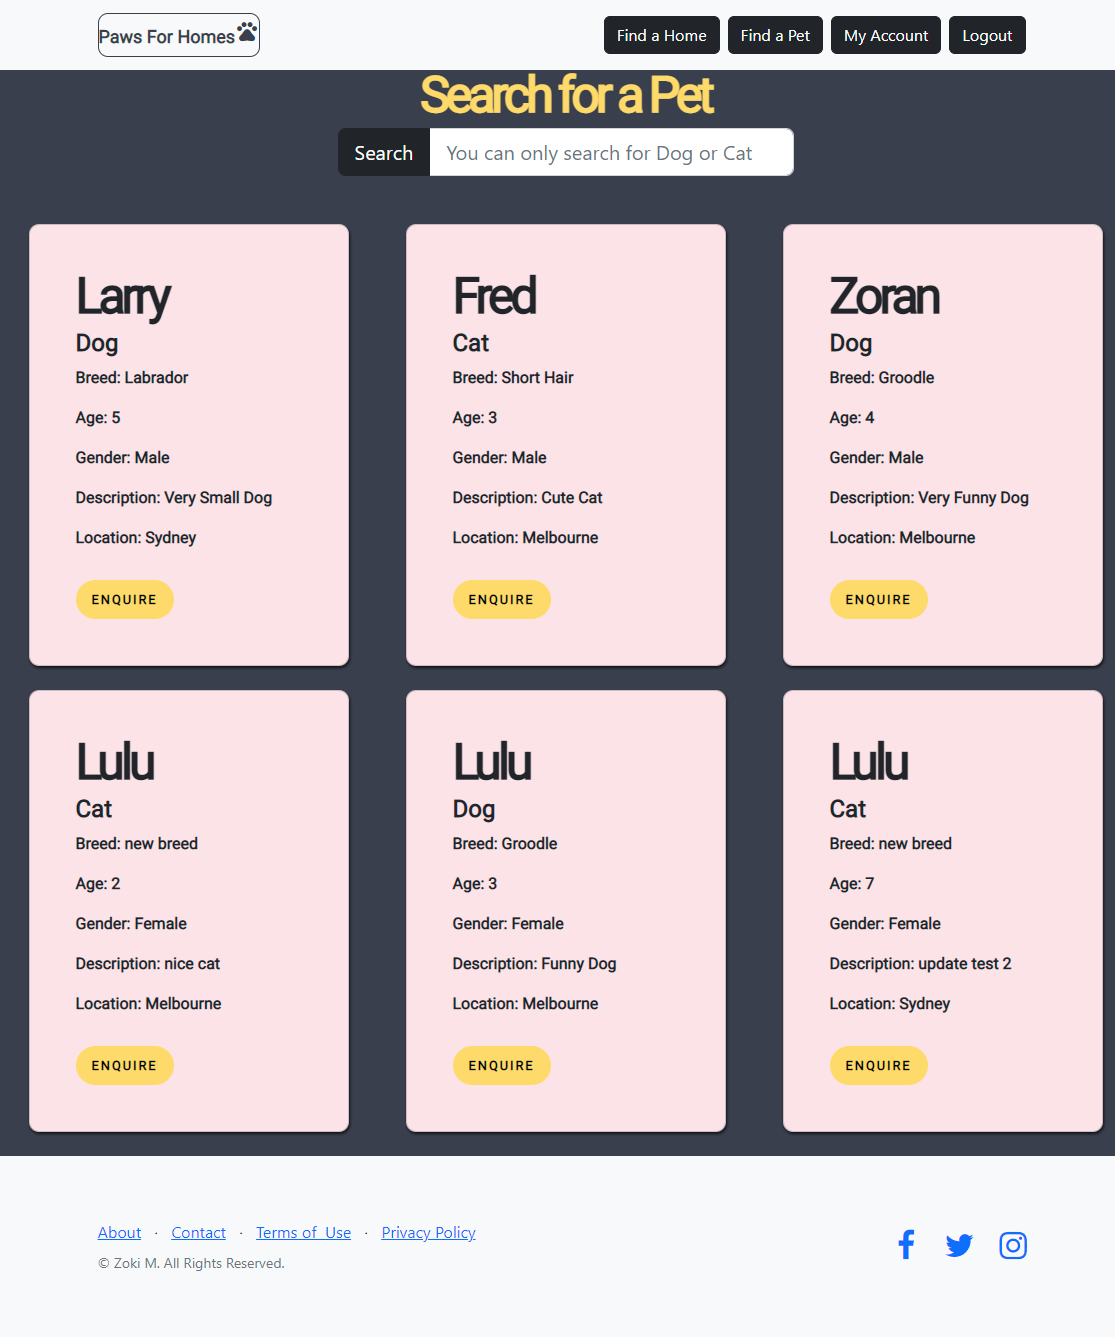 Paws For Homes
Find a Home
Find a Pet
My Account
Logout
Search for a Pet
Search
You can only search for Dog or Cat
Larry
Dog
Breed: Labrador
Age: 5
Gender: Male
Description: Very Small Dog
Location: Sydney
ENQUIRE
Fred
Cat
Breed: Short Hair
Age: 3
Gender: Male
Description: Cute Cat
Location: Melbourne
ENQUIRE
Zoran
Dog
Breed: Groodle
Age: 4
Gender: Male
Description: Very Funny Dog
Location: Melbourne
ENQUIRE
Lulu
Cat
Breed: new breed
Age: 2
Gender: Female
Description: nice cat
Location: Melbourne
ENQUIRE
Lulu
Dog
Breed: Groodle
Age: 3
Gender: Female
Description: Funny Dog
Location: Melbourne
ENQUIRE
Lulu
Cat
Breed: new breed
Age: 7
Gender: Female
Description: update test 2
Location: Sydney
ENQUIRE
About · Contact · Terms of Use · Privacy Policy
© Zoki M. All Rights Reserved.